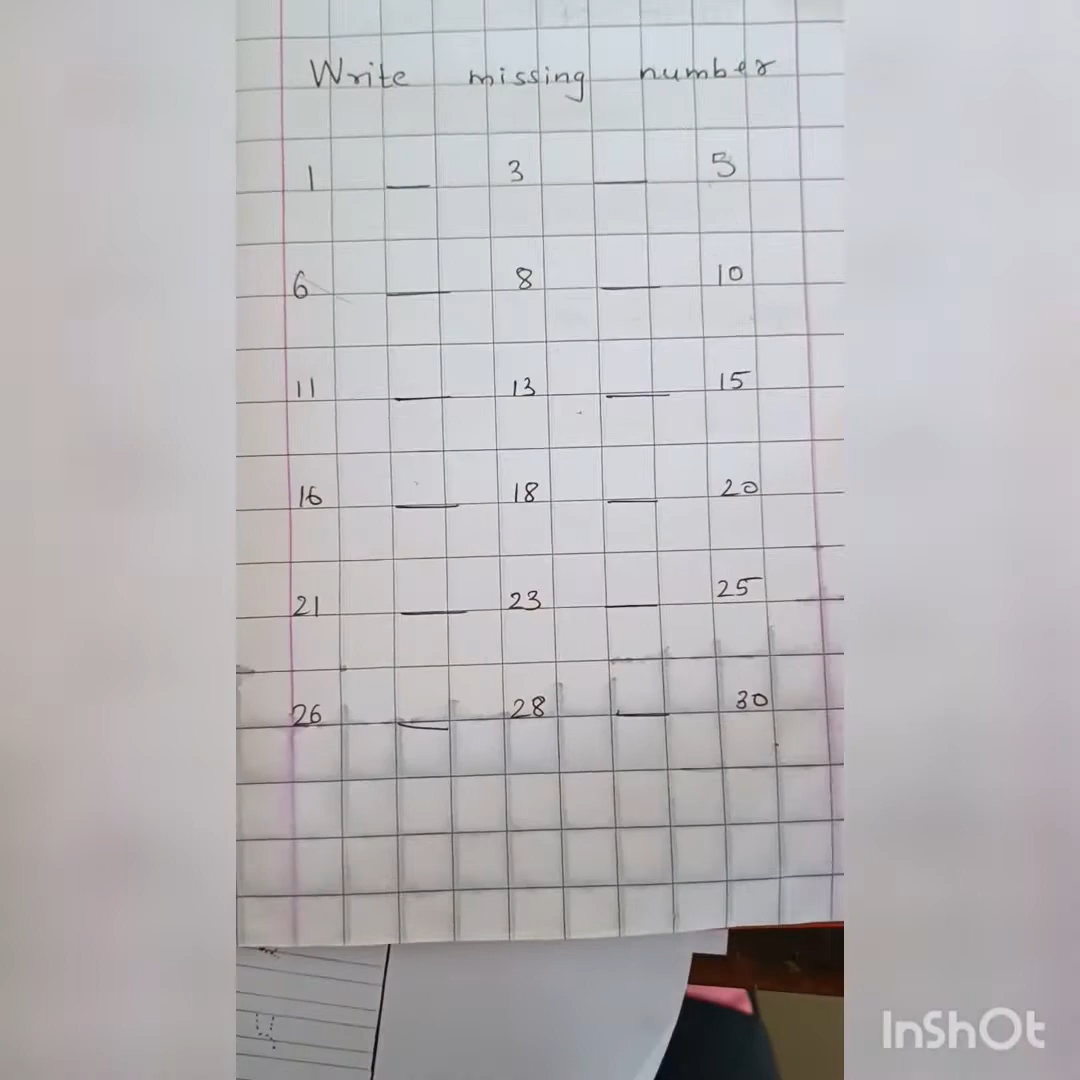 Write missing number
1 __ 3 __ 5
6 __ 8 __ 10
11 __ 13 __ 15
16 __ 18 __ 20
21 __ 23 __ 25
26 __ 28 __ 30
InShOt